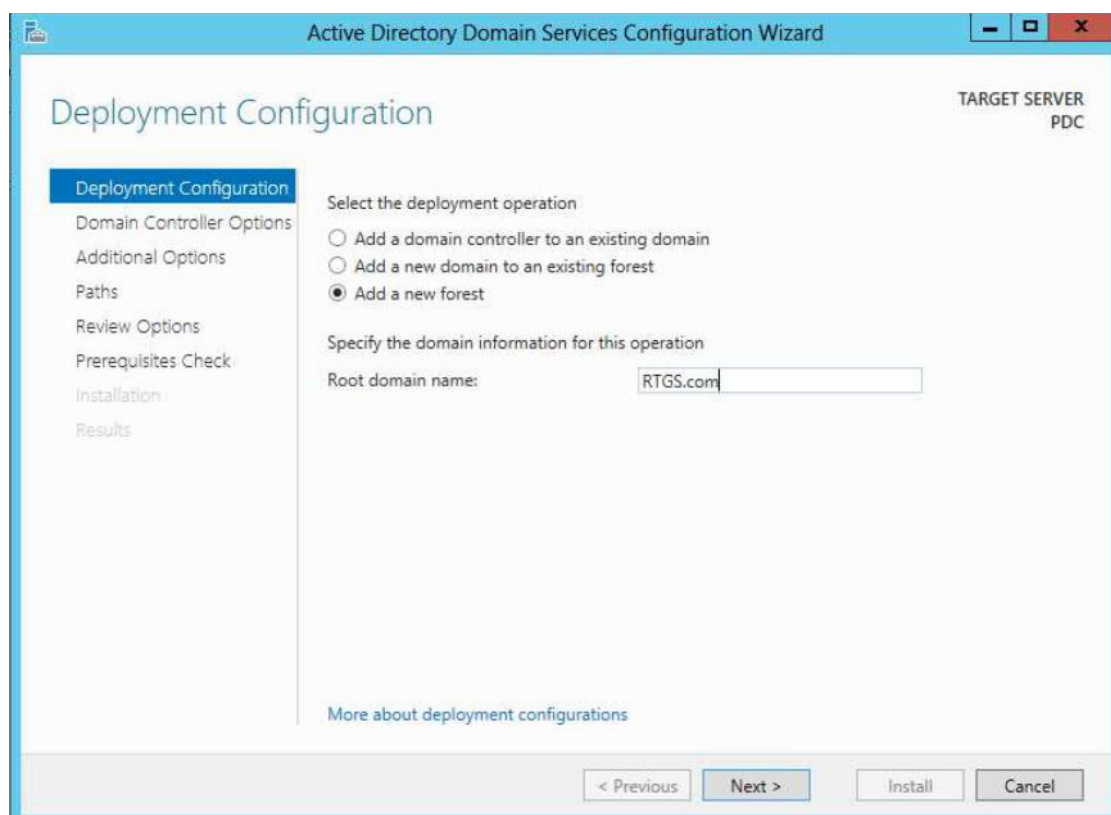 Active Directory Domain Services Configuration Wizard
Deployment Configuration
TARGET SERVER
PDC
Deployment Configuration
Domain Controller Options
Additional Options
Paths
Review Options
Prerequisites Check
Installation
Results
Select the deployment operation
Add a domain controller to an existing domain
Add a new domain to an existing forest
Add a new forest
Specify the domain information for this operation
Root domain name: RTGS.com
More about deployment configurations
< Previous Next > Install Cancel